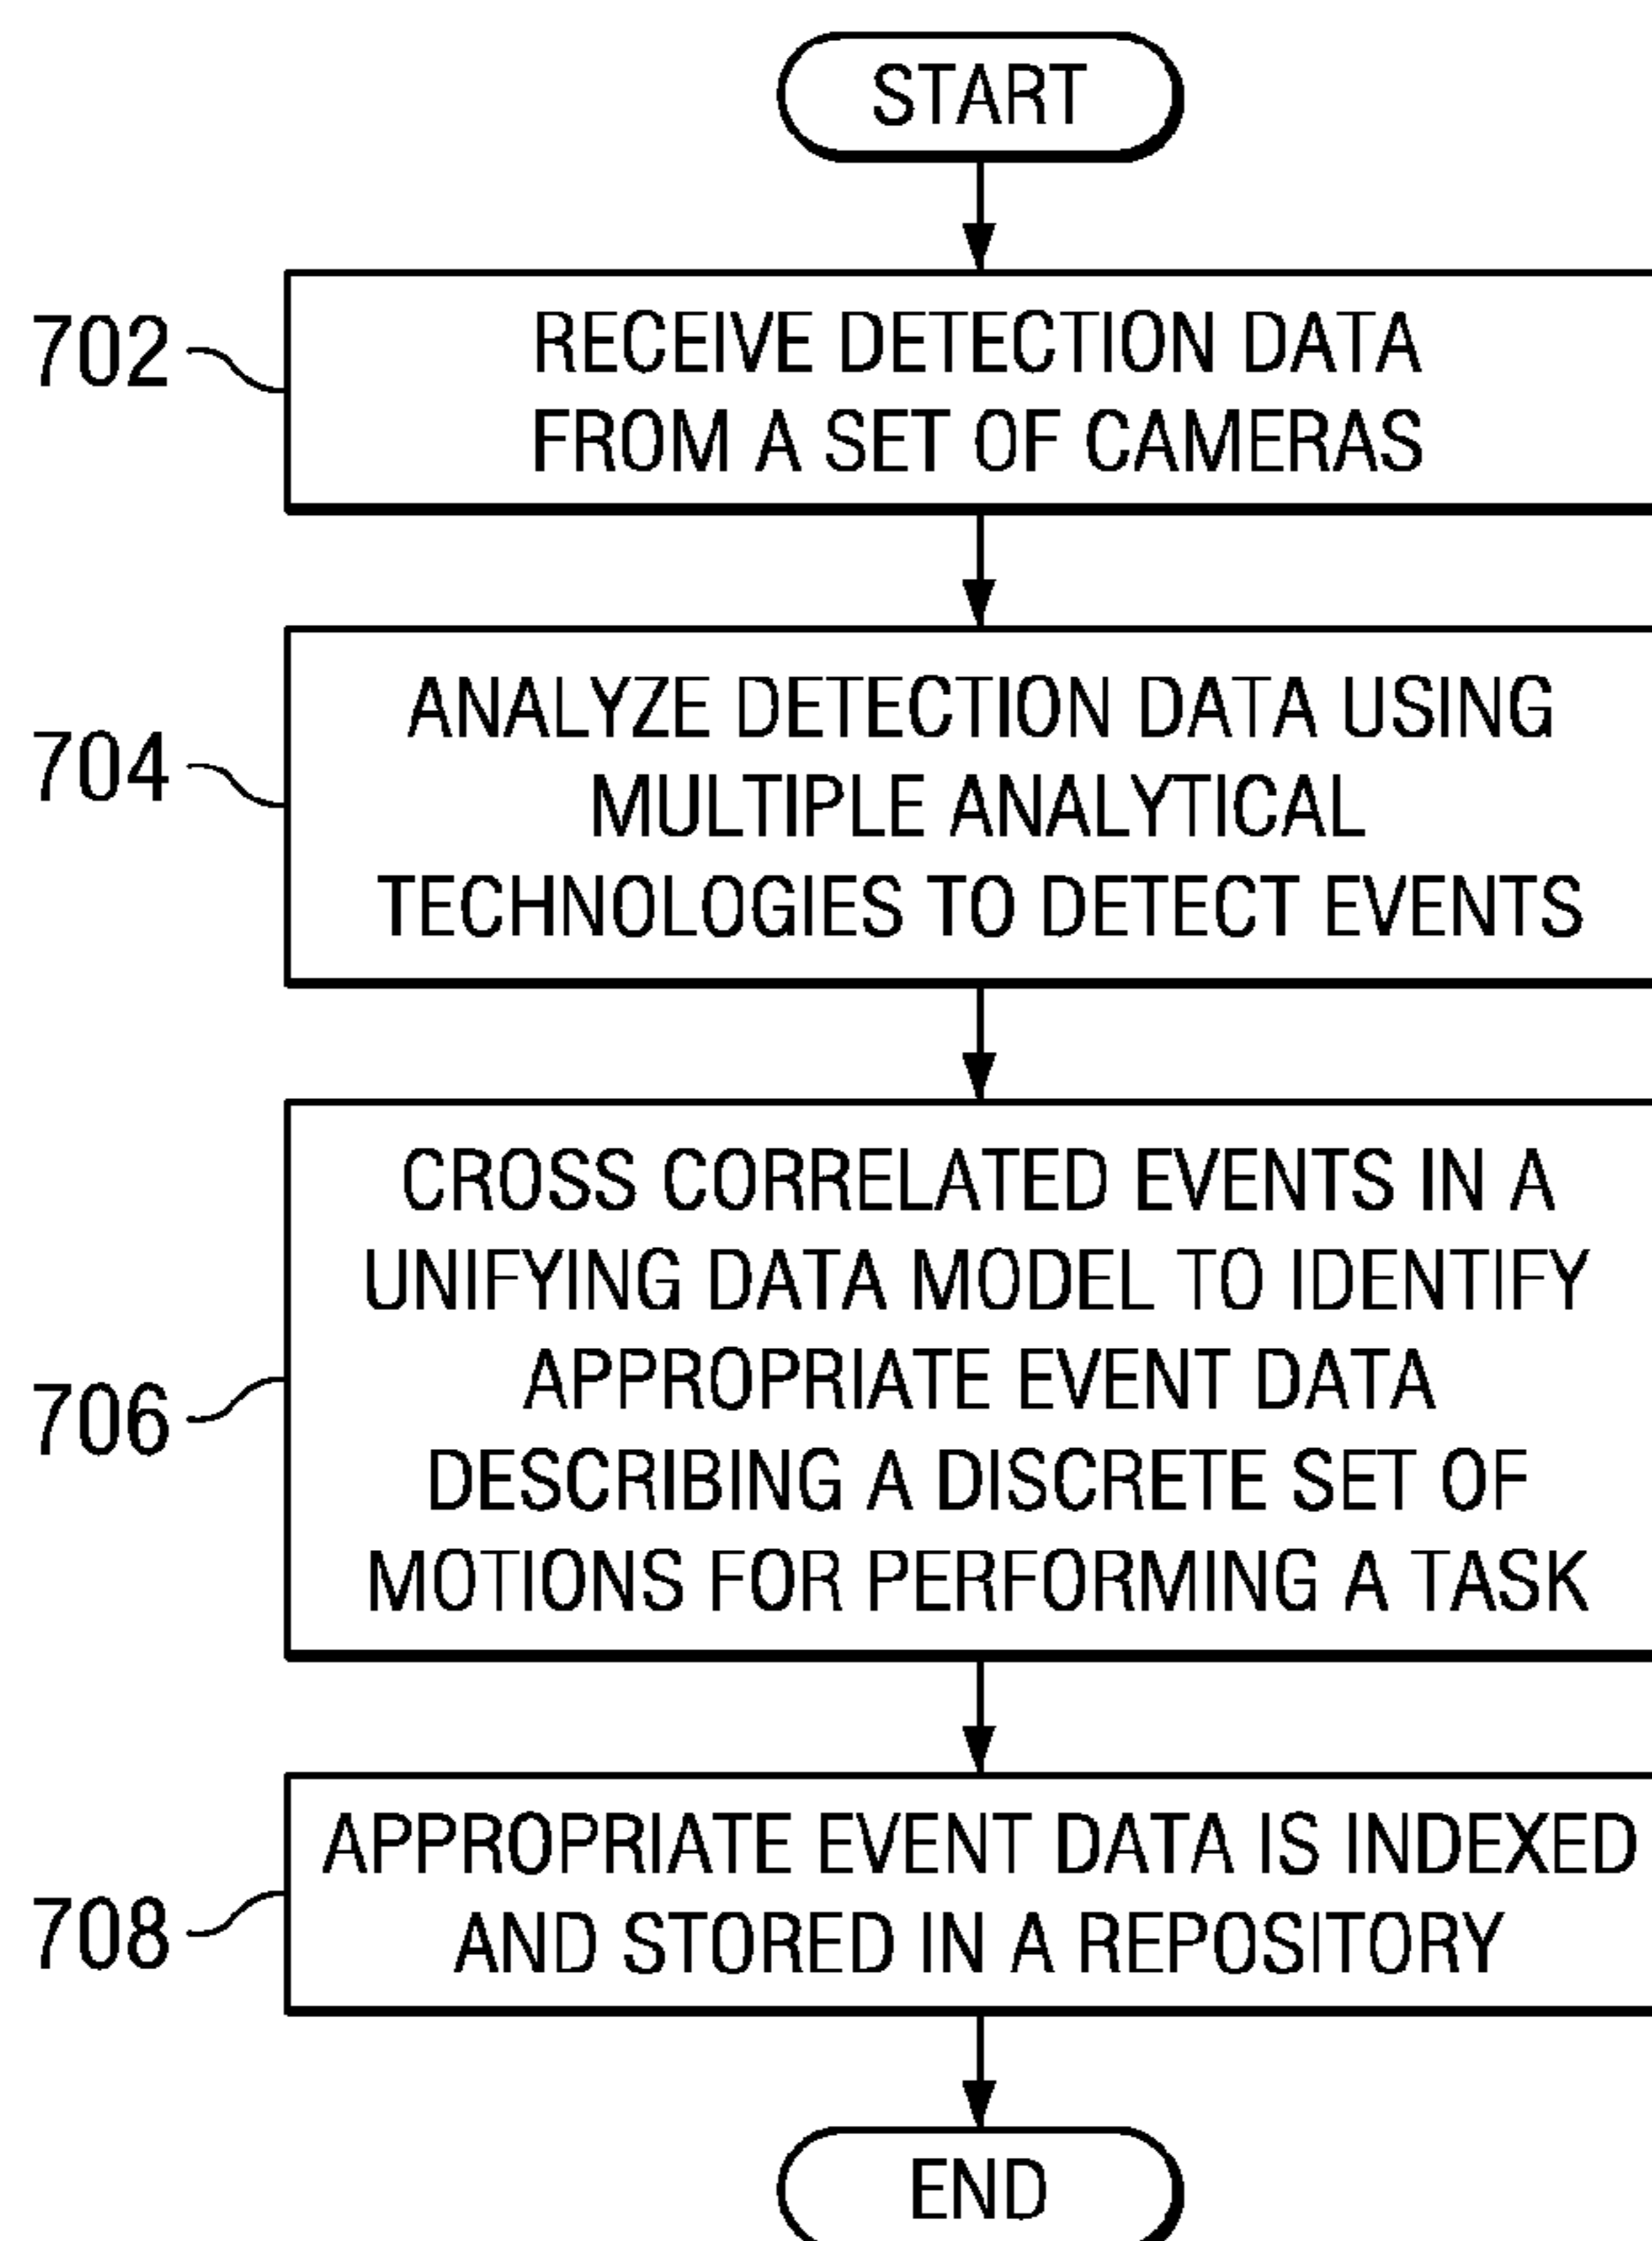 START
702
RECEIVE DETECTION DATA
FROM A SET OF CAMERAS
704
ANALYZE DETECTION DATA USING
MULTIPLE ANALYTICAL
TECHNOLOGIES TO DETECT EVENTS
706
CROSS CORRELATED EVENTS IN A
UNIFYING DATA MODEL TO IDENTIFY
APPROPRIATE EVENT DATA
DESCRIBING A DISCRETE SET OF
MOTIONS FOR PERFORMING A TASK
708
APPROPRIATE EVENT DATA IS INDEXED
AND STORED IN A REPOSITORY
END